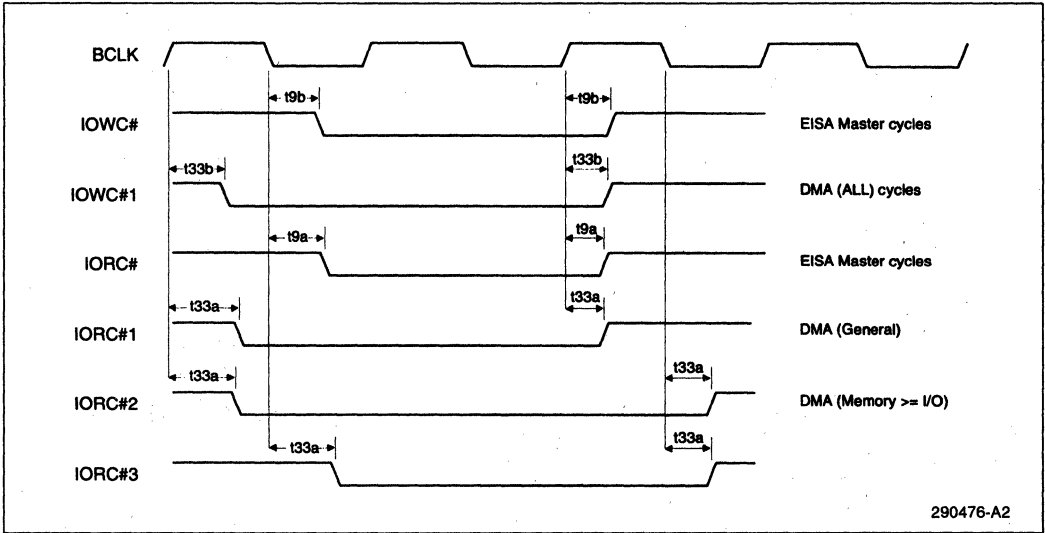 BCLK
t9b t9b
IOWC# EISA Master cycles
t33b t33b
IOWC#1 DMA (ALL) cycles
t9a t9a
IORC# EISA Master cycles
t33a t33a
IORC#1 DMA (General)
t33a t33a
IORC#2 DMA (Memory >= I/O)
t33a t33a
IORC#3
290476-A2